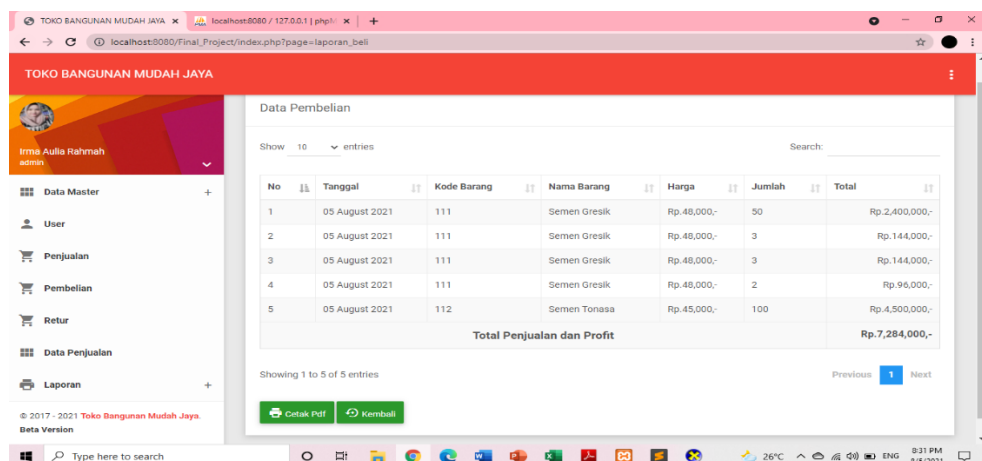 TOKO BANGUNAN MUDAH JAYA
localhost:8080 / 127.0.0.1 | phpM
localhost:8080/Final_Project/index.php?page=laporan_beli
TOKO BANGUNAN MUDAH JAYA
Irma Aulia Rahmah
admin
Data Master
User
Penjualan
Pembelian
Retur
Data Penjualan
Laporan
© 2017 - 2021 Toko Bangunan Mudah Jaya.
Beta Version
Data Pembelian
Show 10 entries Search:
No Tanggal Kode Barang Nama Barang Harga Jumlah Total
1 05 August 2021 111 Semen Gresik Rp.48,000,- 50 Rp.2,400,000,-
2 05 August 2021 111 Semen Gresik Rp.48,000,- 3 Rp.144,000,-
3 05 August 2021 111 Semen Gresik Rp.48,000,- 3 Rp.144,000,-
4 05 August 2021 111 Semen Gresik Rp.48,000,- 2 Rp.96,000,-
5 05 August 2021 112 Semen Tonasa Rp.45,000,- 100 Rp.4,500,000,-
Total Penjualan dan Profit Rp.7,284,000,-
Showing 1 to 5 of 5 entries Previous 1 Next
Cetak Pdf Kembali
Type here to search 26°C ENG 8:31 PM
8/5/2021